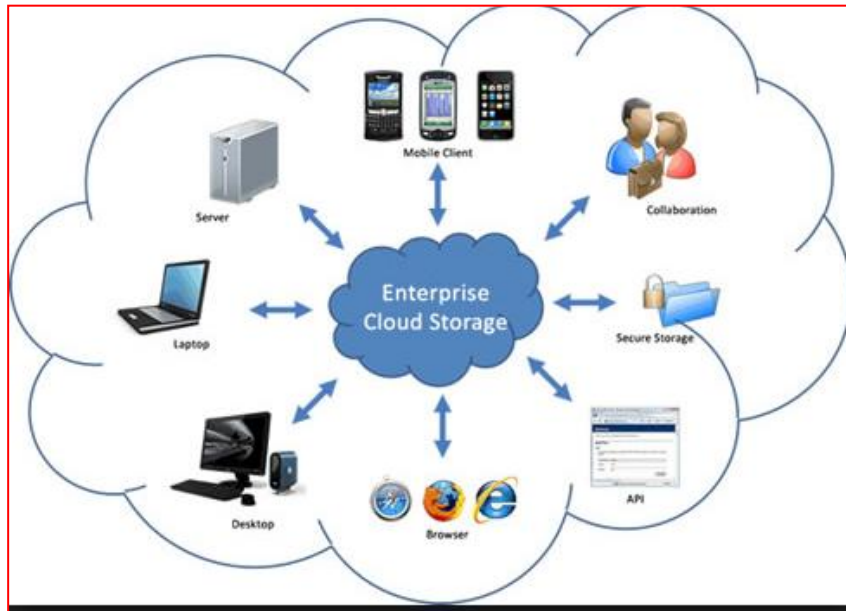 Mobile Client
Server
Collaboration
Enterprise
Cloud Storage
Laptop
Secure Storage
Desktop
Browser
API